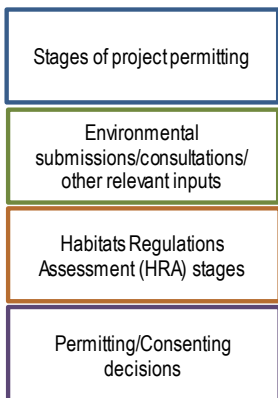 Stages of project permitting
Environmental
submissions/consultations/
other relevant inputs
Habitats Regulations
Assessment (HRA) stages
Permitting/Consenting
decisions